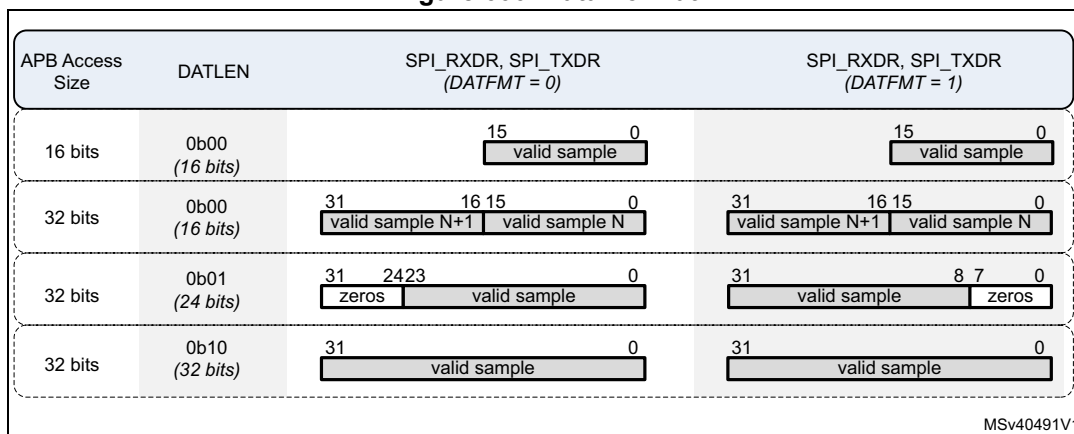 APB Access Size
DATLEN
SPI_RXDR, SPI_TXDR
(DATFMT = 0)
SPI_RXDR, SPI_TXDR
(DATFMT = 1)
16 bits
0b00
(16 bits)
15 0
valid sample
15 0
valid sample
32 bits
0b00
(16 bits)
31 16 15 0
valid sample N+1 valid sample N
31 16 15 0
valid sample N+1 valid sample N
32 bits
0b01
(24 bits)
31 24 23 0
zeros valid sample
31 8 7 0
valid sample zeros
32 bits
0b10
(32 bits)
31 0
valid sample
31 0
valid sample